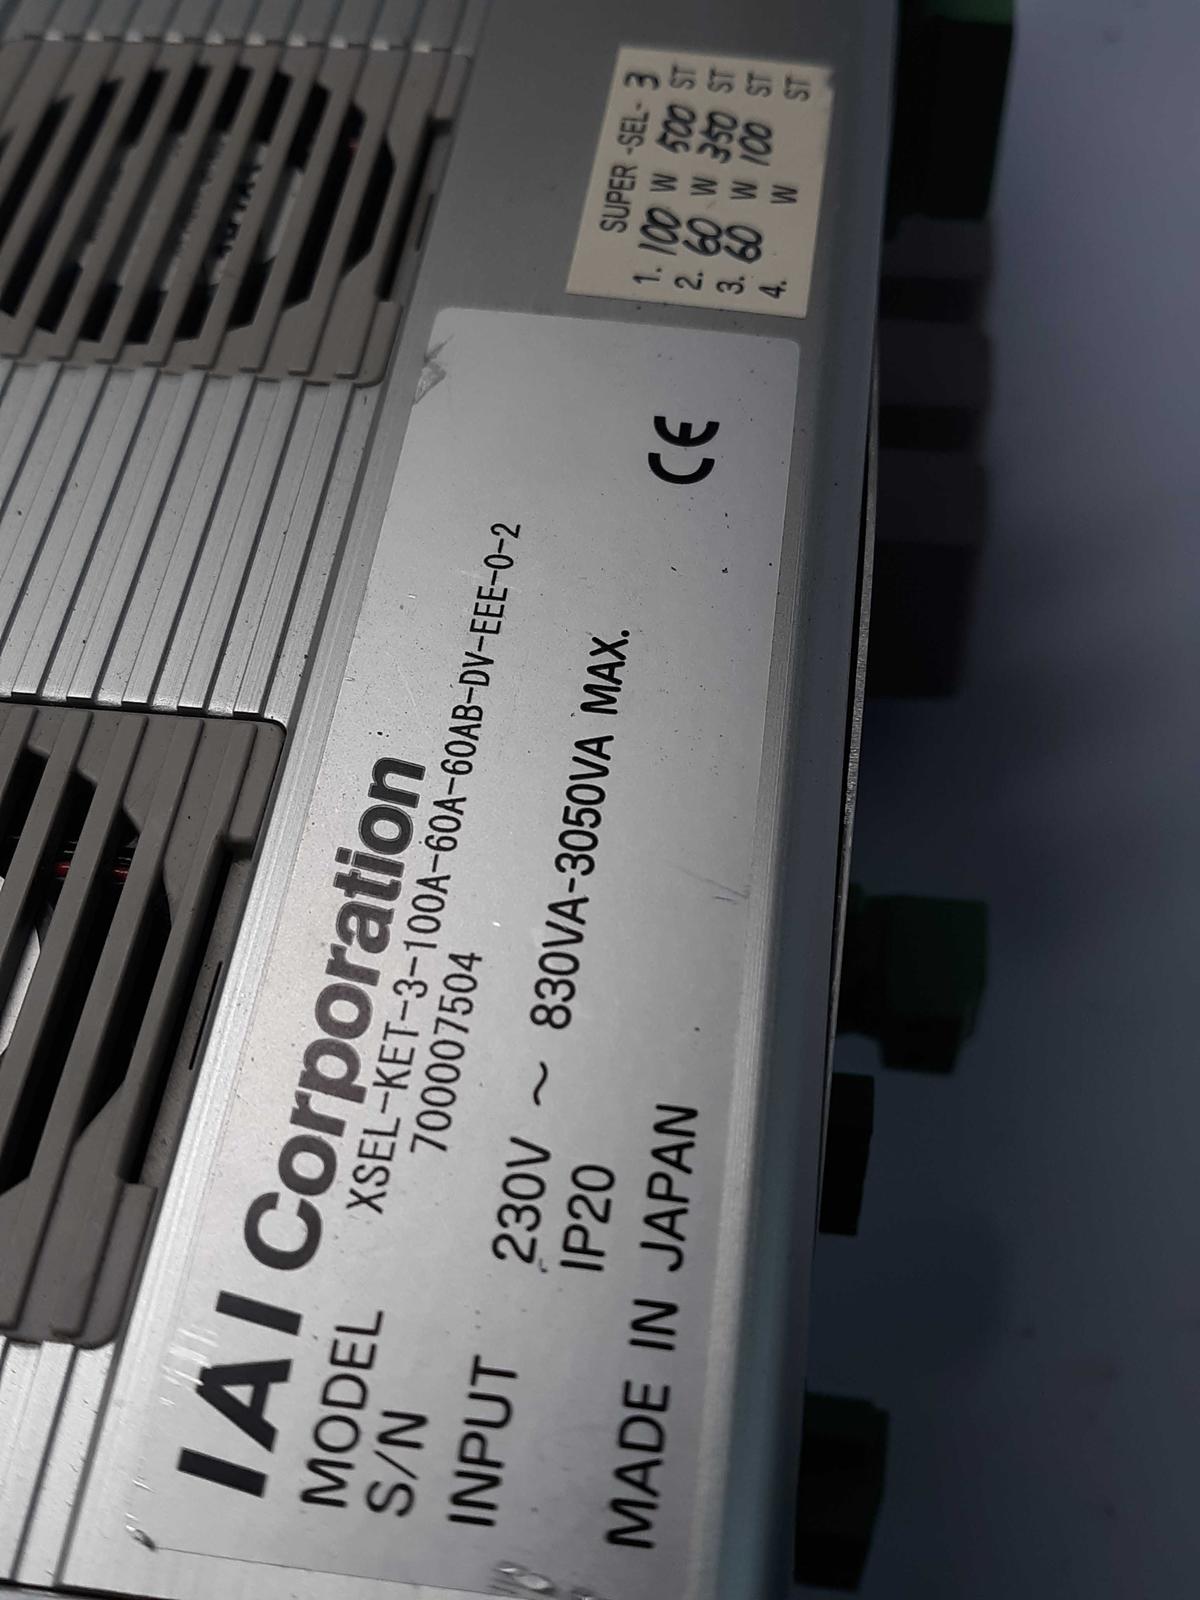 SUPER -SEL- 3
1. 100 W 500 ST
2. 60 W 350 ST
3. 60 W 100 ST
4. W ST
IAI Corporation
MODEL XSEL-KET-3-100A-60A-60AB-DV-EEE-0-2
S/N 700007504
INPUT 230V ~ 830VA-3050VA MAX.
IP20
MADE IN JAPAN
CE